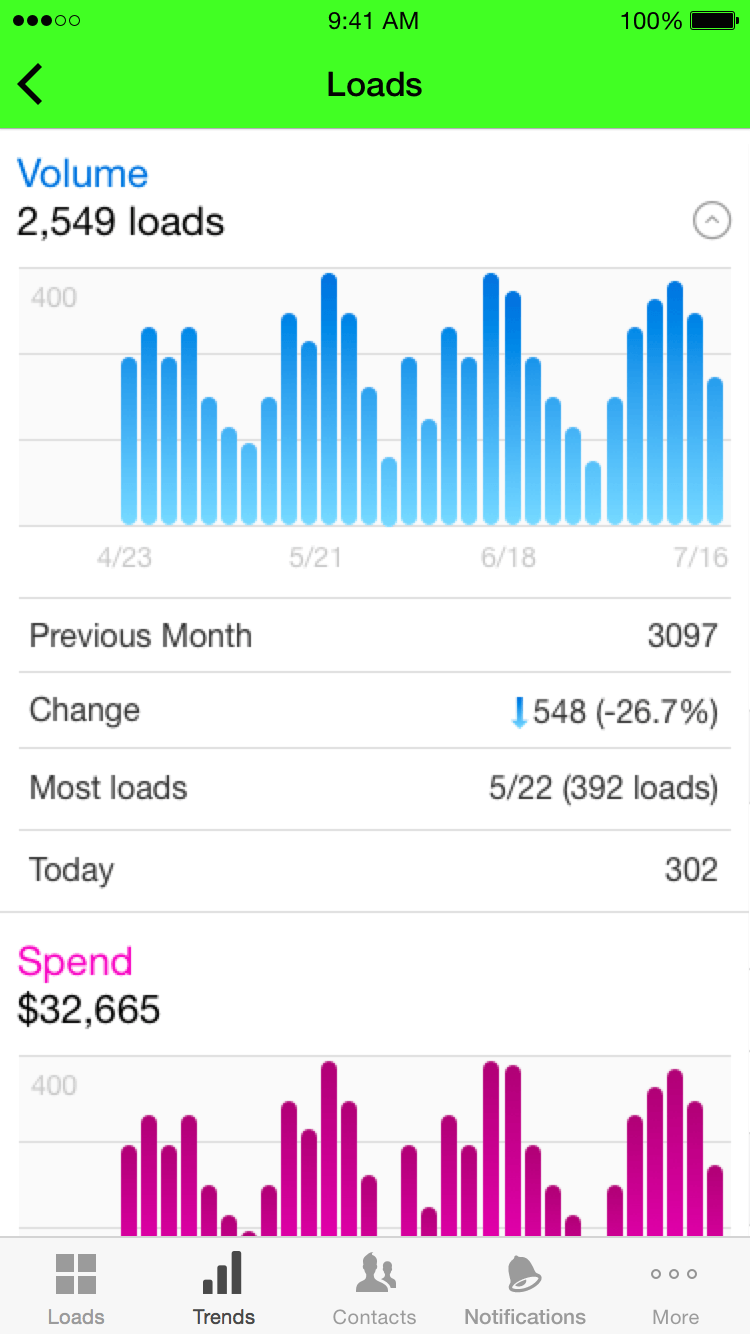 9:41 AM 100%
Loads
Volume
2,549 loads
400
4/23 5/21 6/18 7/16
Previous Month 3097
Change 548 (-26.7%)
Most loads 5/22 (392 loads)
Today 302
Spend
$32,665
400
Loads Trends Contacts Notifications More